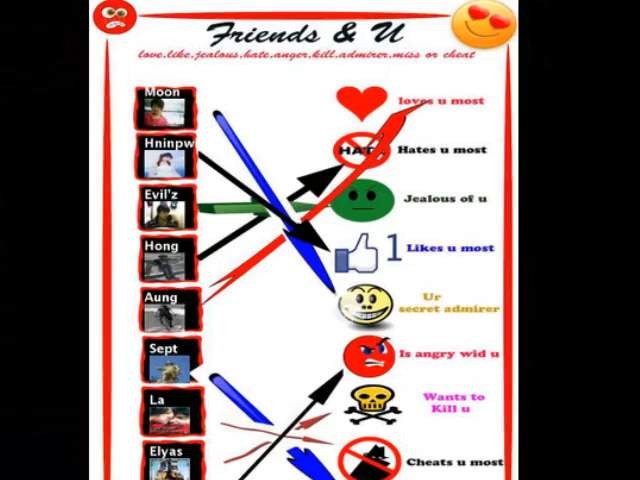 Friends & U
love,like,jealous,hate,anger,kill,admirer,miss or cheat
Moon
loves u most
Hninpw
HATE
Hates u most
Evil'z
Jealous of u
Hong
1
Likes u most
Aung
Ur
secret admirer
Sept
Is angry wid u
La
Wants to
Kill u
Elyas
Cheats u most